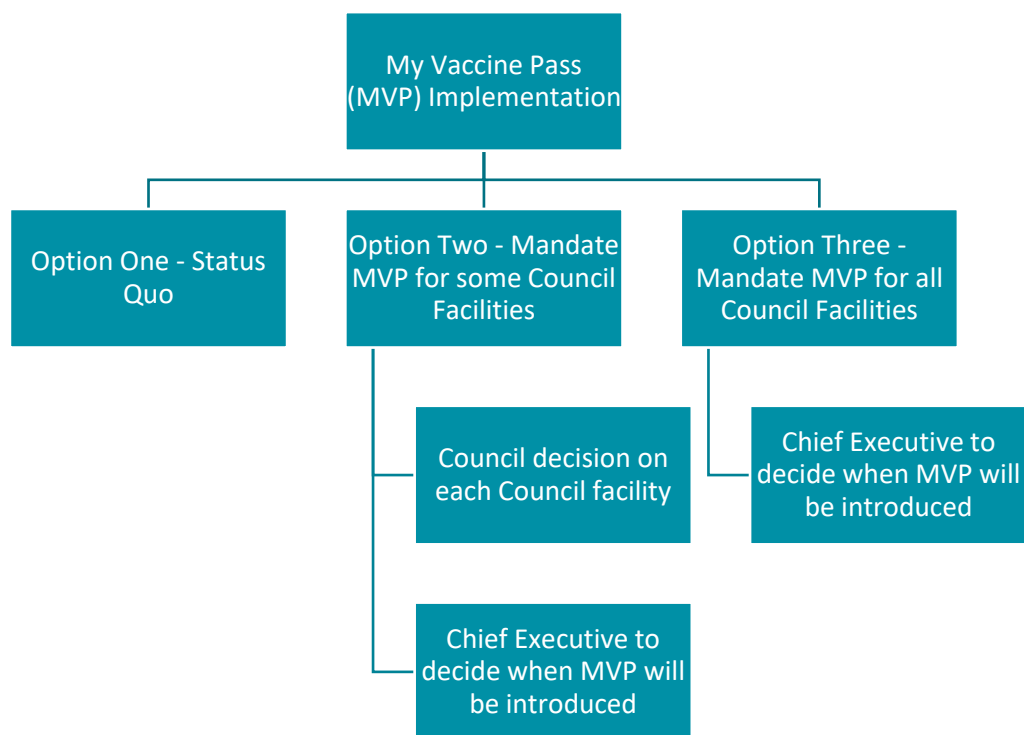 My Vaccine Pass
(MVP) Implementation
Option One - Status
Quo
Option Two - Mandate
MVP for some Council
Facilities
Option Three -
Mandate MVP for all
Council Facilities
Council decision on
each Council facility
Chief Executive to
decide when MVP will
be introduced
Chief Executive to
decide when MVP will
be introduced